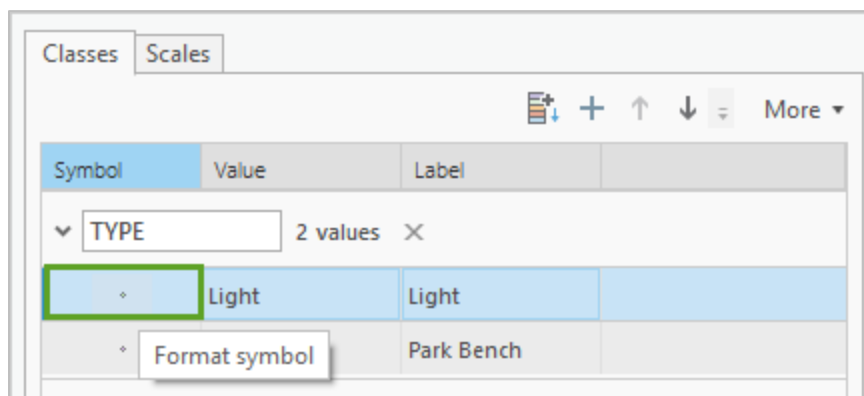 Classes Scales
More
Symbol Value Label
TYPE 2 values
Light Light
Format symbol Park Bench